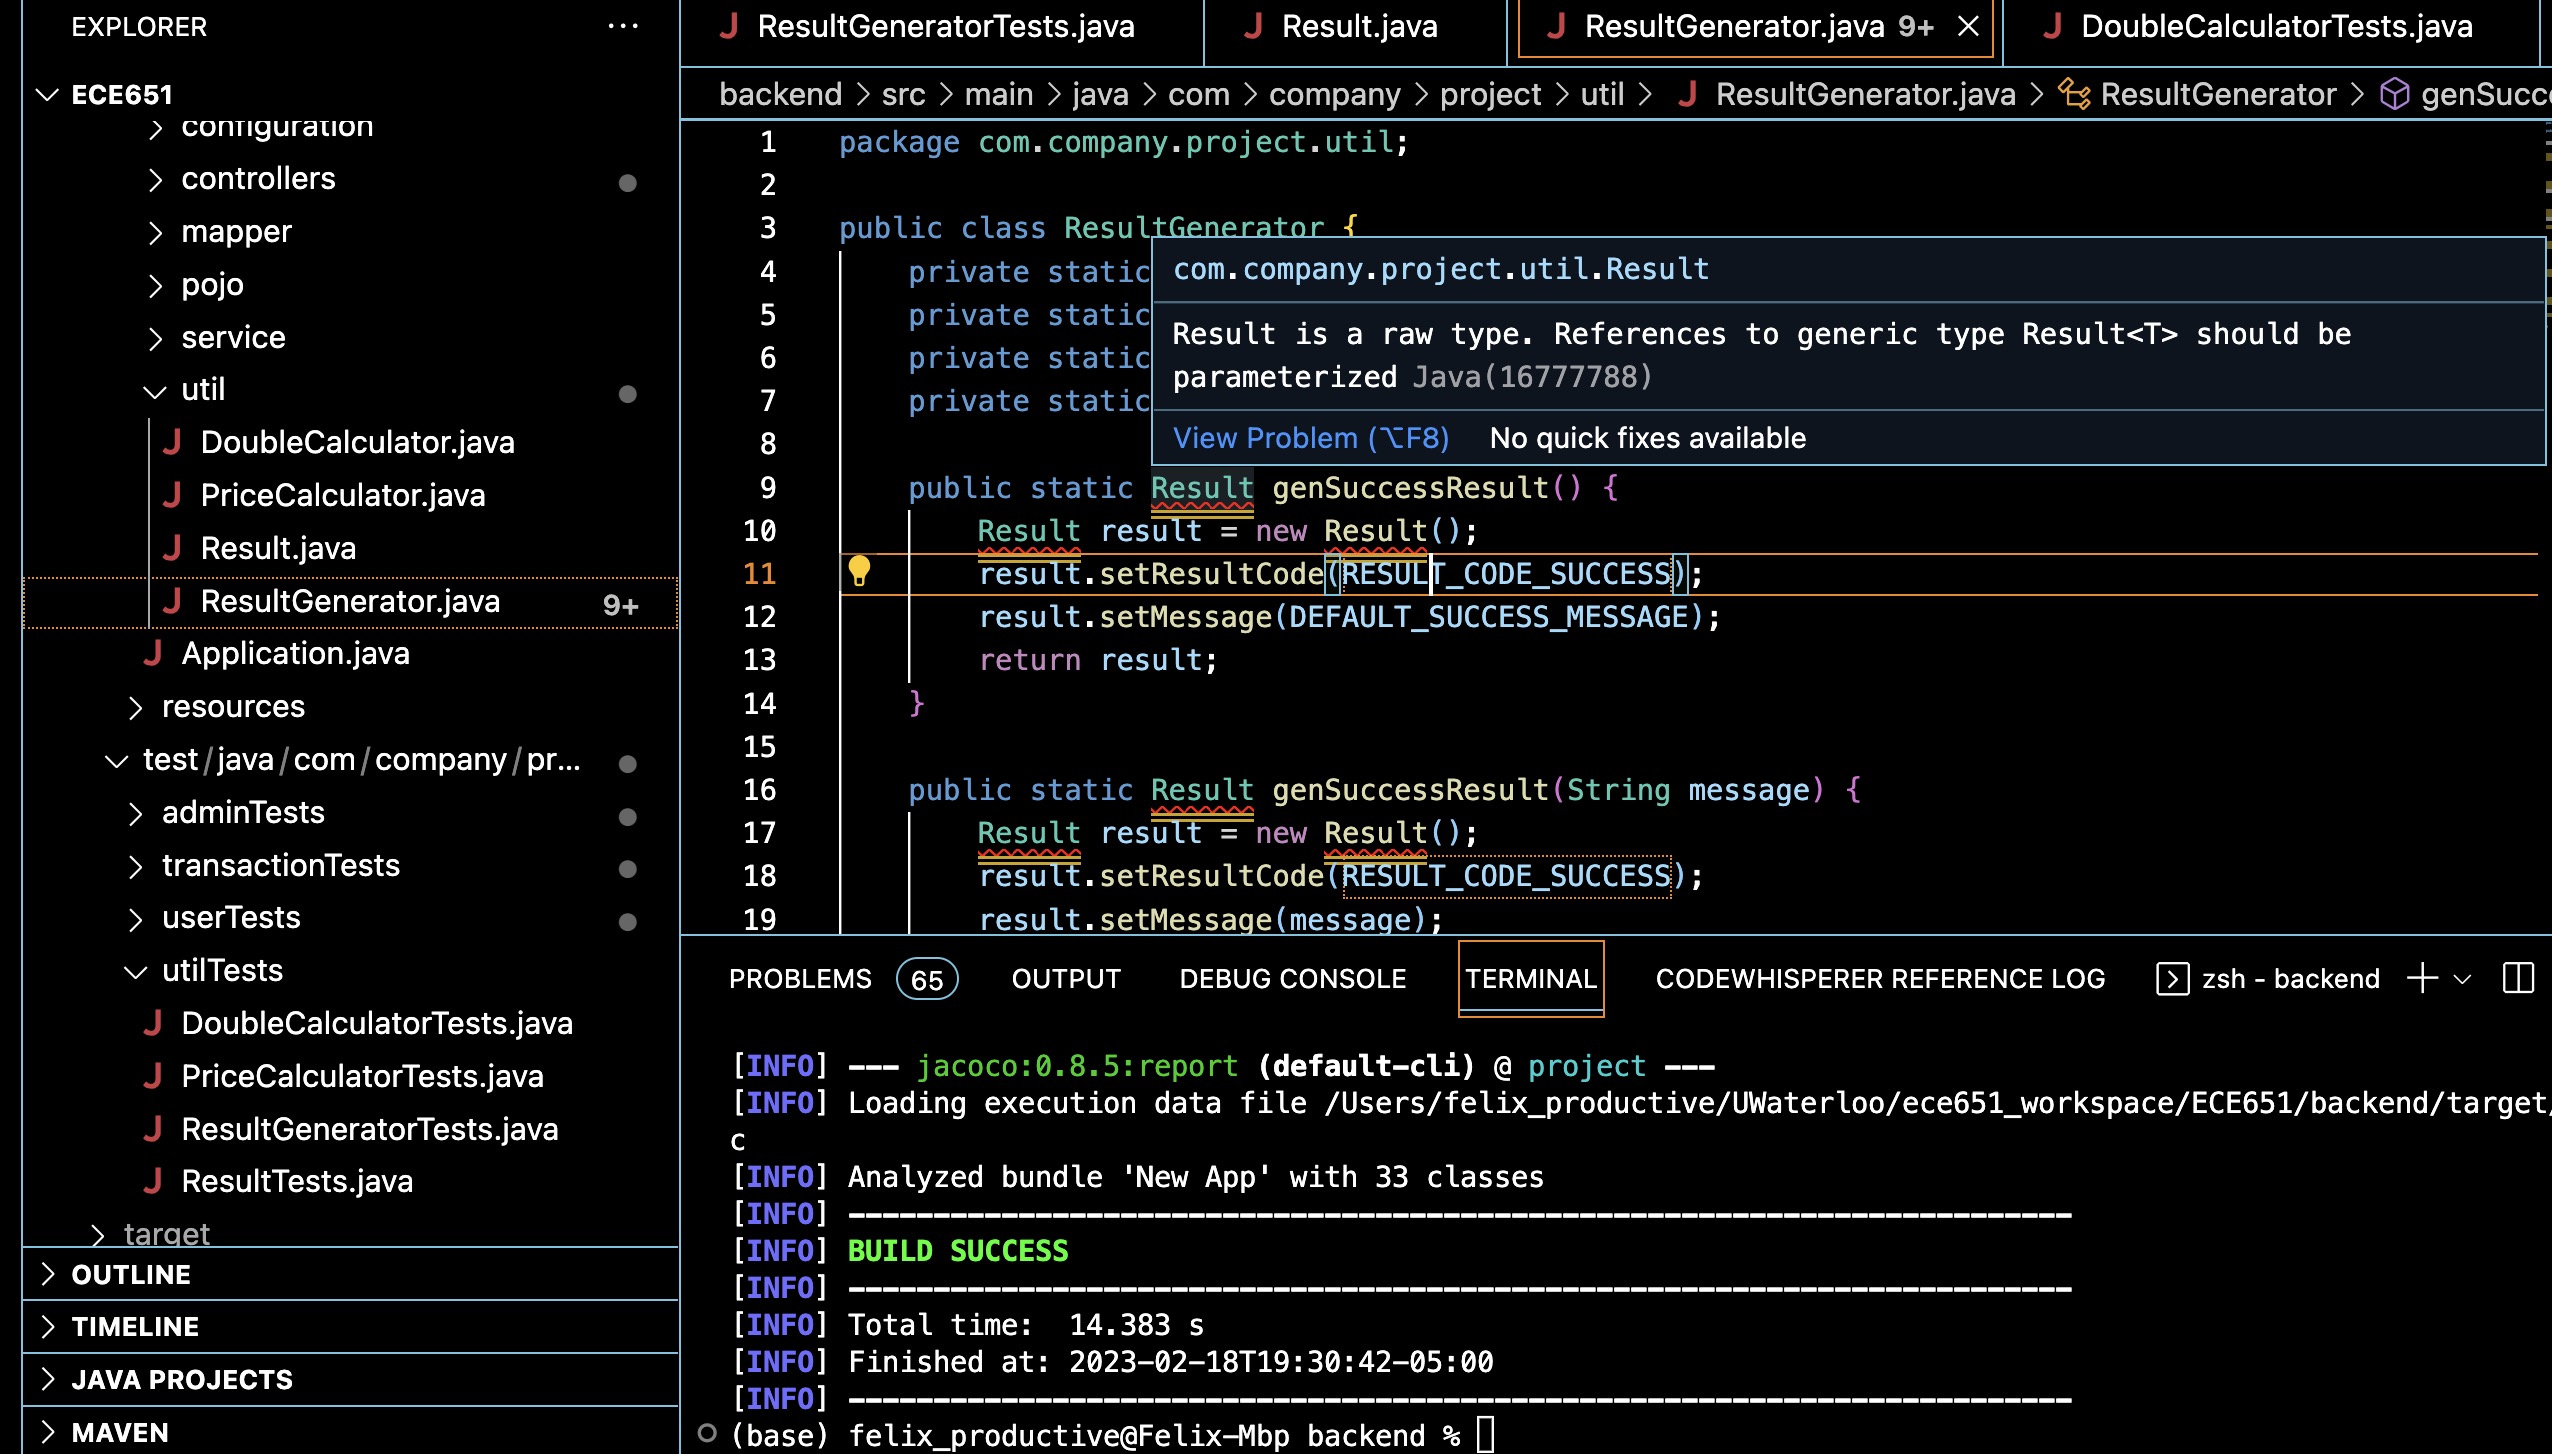 EXPLORER
ECE651
configuration
controllers
mapper
pojo
service
util
DoubleCalculator.java
PriceCalculator.java
Result.java
ResultGenerator.java 9+
Application.java
resources
test/java/com/company/pr...
adminTests
transactionTests
userTests
utilTests
DoubleCalculatorTests.java
PriceCalculatorTests.java
ResultGeneratorTests.java
ResultTests.java
target
OUTLINE
TIMELINE
JAVA PROJECTS
MAVEN
ResultGeneratorTests.java Result.java ResultGenerator.java 9+ DoubleCalculatorTests.java
backend > src > main > java > com > company > project > util > ResultGenerator.java > ResultGenerator > genSucc
1 package com.company.project.util;
2
3 public class ResultGenerator {
4 private static
5 private static
6 private static
7 private static
8
com.company.project.util.Result
Result is a raw type. References to generic type Result<T> should be
parameterized Java(16777788)
View Problem (⌥F8) No quick fixes available
9 public static Result genSuccessResult() {
10 Result result = new Result();
11 result.setResultCode(RESULT_CODE_SUCCESS);
12 result.setMessage(DEFAULT_SUCCESS_MESSAGE);
13 return result;
14 }
15
16 public static Result genSuccessResult(String message) {
17 Result result = new Result();
18 result.setResultCode(RESULT_CODE_SUCCESS);
19 result.setMessage(message);
PROBLEMS 65 OUTPUT DEBUG CONSOLE TERMINAL CODEWHISPERER REFERENCE LOG zsh - backend
[INFO] --- jacoco:0.8.5:report (default-cli) @ project ---
[INFO] Loading execution data file /Users/felix_productive/UWaterloo/ece651_workspace/ECE651/backend/target/
c
[INFO] Analyzed bundle 'New App' with 33 classes
[INFO] ------------------------------------------------------------------------
[INFO] BUILD SUCCESS
[INFO] ------------------------------------------------------------------------
[INFO] Total time:  14.383 s
[INFO] Finished at: 2023-02-18T19:30:42-05:00
[INFO] ------------------------------------------------------------------------
(base) felix_productive@Felix-Mbp backend %